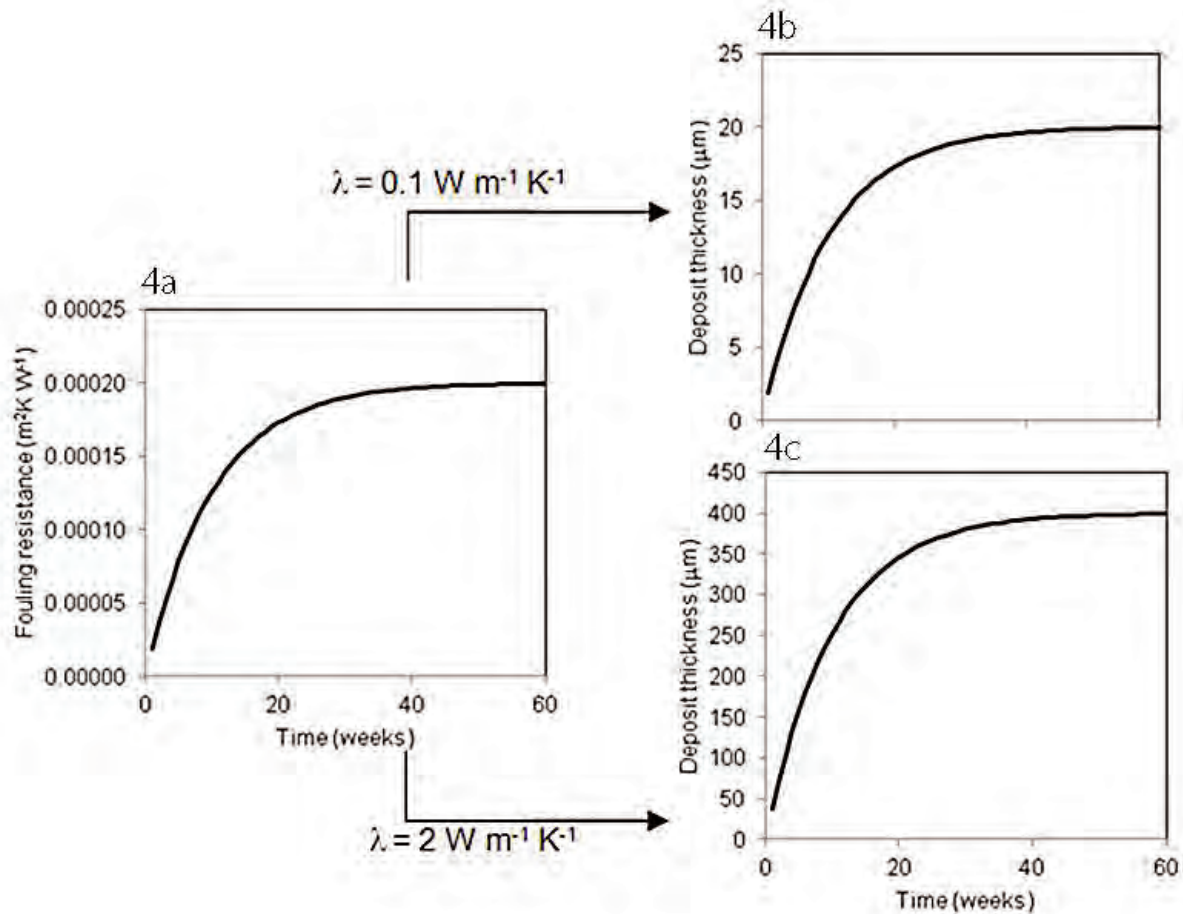 4b
25
20
15
10
5
0
Deposit thickness (µm)
λ = 0.1 W m⁻¹ K⁻¹
4a
0.00025
0.00020
0.00015
0.00010
0.00005
0.00000
Fouling resistance (m²K W⁻¹)
0 20 40 60
Time (weeks)
λ = 2 W m⁻¹ K⁻¹
4c
450
400
350
300
250
200
150
100
50
0
Deposit thickness (µm)
0 20 40 60
Time (weeks)